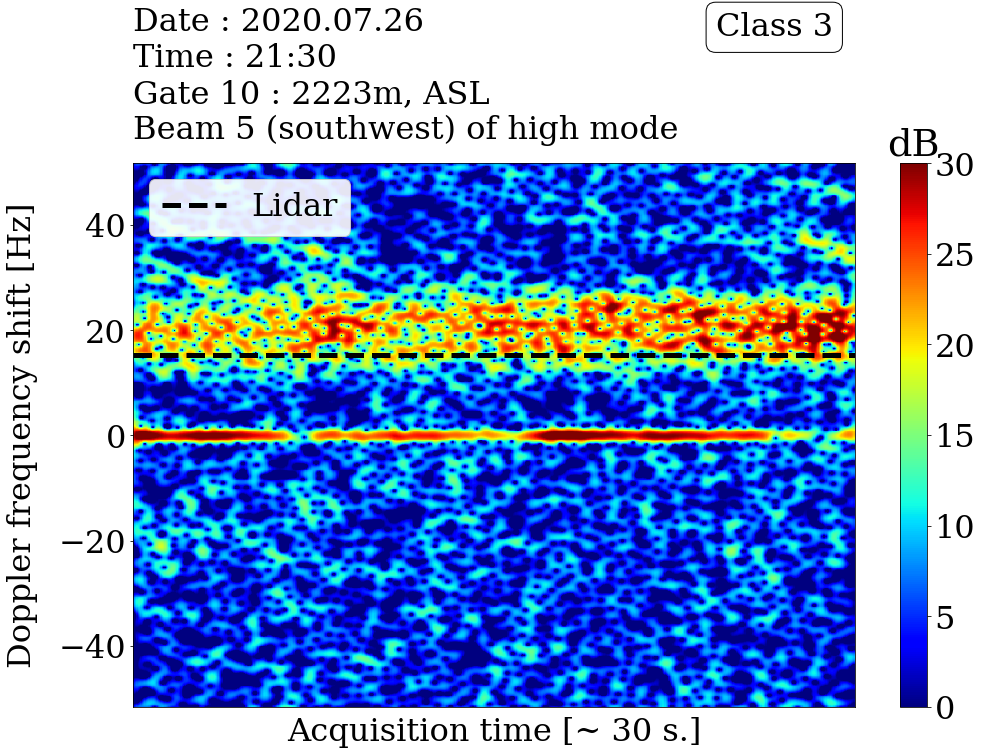 Date : 2020.07.26
Time : 21:30
Gate 10 : 2223m, ASL
Beam 5 (southwest) of high mode
Class 3
dB
Lidar
Doppler frequency shift [Hz]
40
20
0
−20
−40
Acquisition time [~ 30 s.]
30
25
20
15
10
5
0